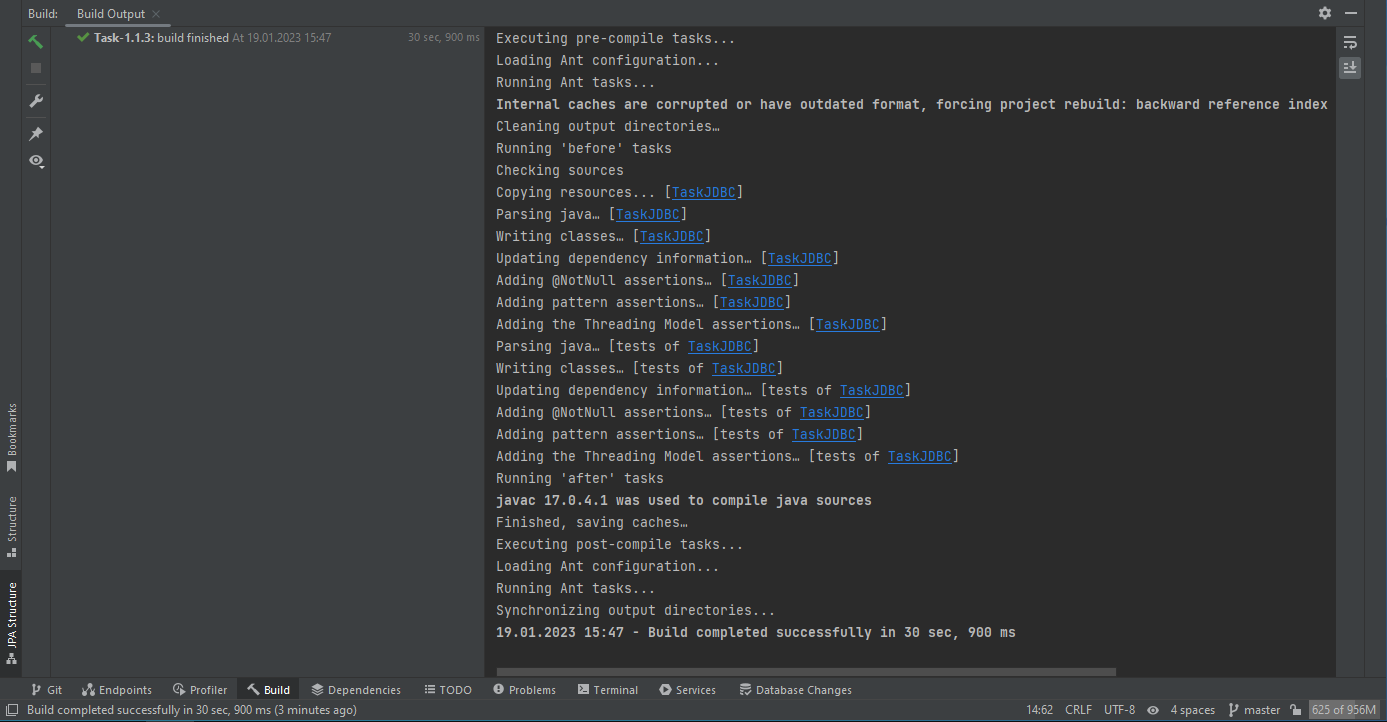 Build: Build Output
Task-1.1.3: build finished At 19.01.2023 15:47 30 sec, 900 ms
Executing pre-compile tasks...
Loading Ant configuration...
Running Ant tasks...
Internal caches are corrupted or have outdated format, forcing project rebuild: backward reference index
Cleaning output directories…
Running 'before' tasks
Checking sources
Copying resources... [TaskJDBC]
Parsing java… [TaskJDBC]
Writing classes… [TaskJDBC]
Updating dependency information… [TaskJDBC]
Adding @NotNull assertions… [TaskJDBC]
Adding pattern assertions… [TaskJDBC]
Adding the Threading Model assertions… [TaskJDBC]
Parsing java… [tests of TaskJDBC]
Writing classes… [tests of TaskJDBC]
Updating dependency information… [tests of TaskJDBC]
Adding @NotNull assertions… [tests of TaskJDBC]
Adding pattern assertions… [tests of TaskJDBC]
Adding the Threading Model assertions… [tests of TaskJDBC]
Running 'after' tasks
javac 17.0.4.1 was used to compile java sources
Finished, saving caches…
Executing post-compile tasks...
Loading Ant configuration...
Running Ant tasks...
Synchronizing output directories...
19.01.2023 15:47 - Build completed successfully in 30 sec, 900 ms
Bookmarks
Structure
JPA Structure
Git Endpoints Profiler Build Dependencies TODO Problems Terminal Services Database Changes
Build completed successfully in 30 sec, 900 ms (3 minutes ago) 14:62 CRLF UTF-8 4 spaces master 625 of 956M